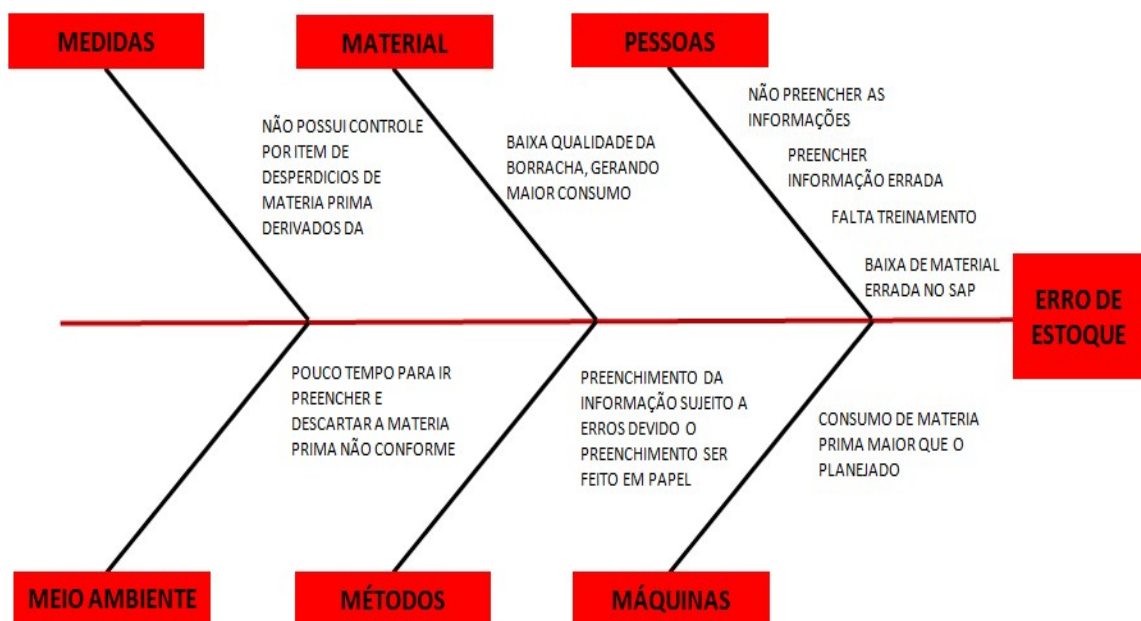 MEDIDAS
MATERIAL
PESSOAS
NÃO POSSUI CONTROLE
POR ITEM DE
DESPERDICIOS DE
MATERIA PRIMA
DERIVADOS DA
BAIXA QUALIDADE DA
BORRACHA, GERANDO
MAIOR CONSUMO
NÃO PREENCHER AS
INFORMAÇÕES
PREENCHER
INFORMAÇÃO ERRADA
FALTA TREINAMENTO
BAIXA DE MATERIAL
ERRADA NO SAP
ERRO DE
ESTOQUE
POUCO TEMPO PARA IR
PREENCHER E
DESCARTAR A MATERIA
PRIMA NÃO CONFORME
PREENCHIMENTO DA
INFORMAÇÃO SUJEITO A
ERROS DEVIDO O
PREENCHIMENTO SER
FEITO EM PAPEL
CONSUMO DE MATERIA
PRIMA MAIOR QUE O
PLANEJADO
MEIO AMBIENTE
MÉTODOS
MÁQUINAS